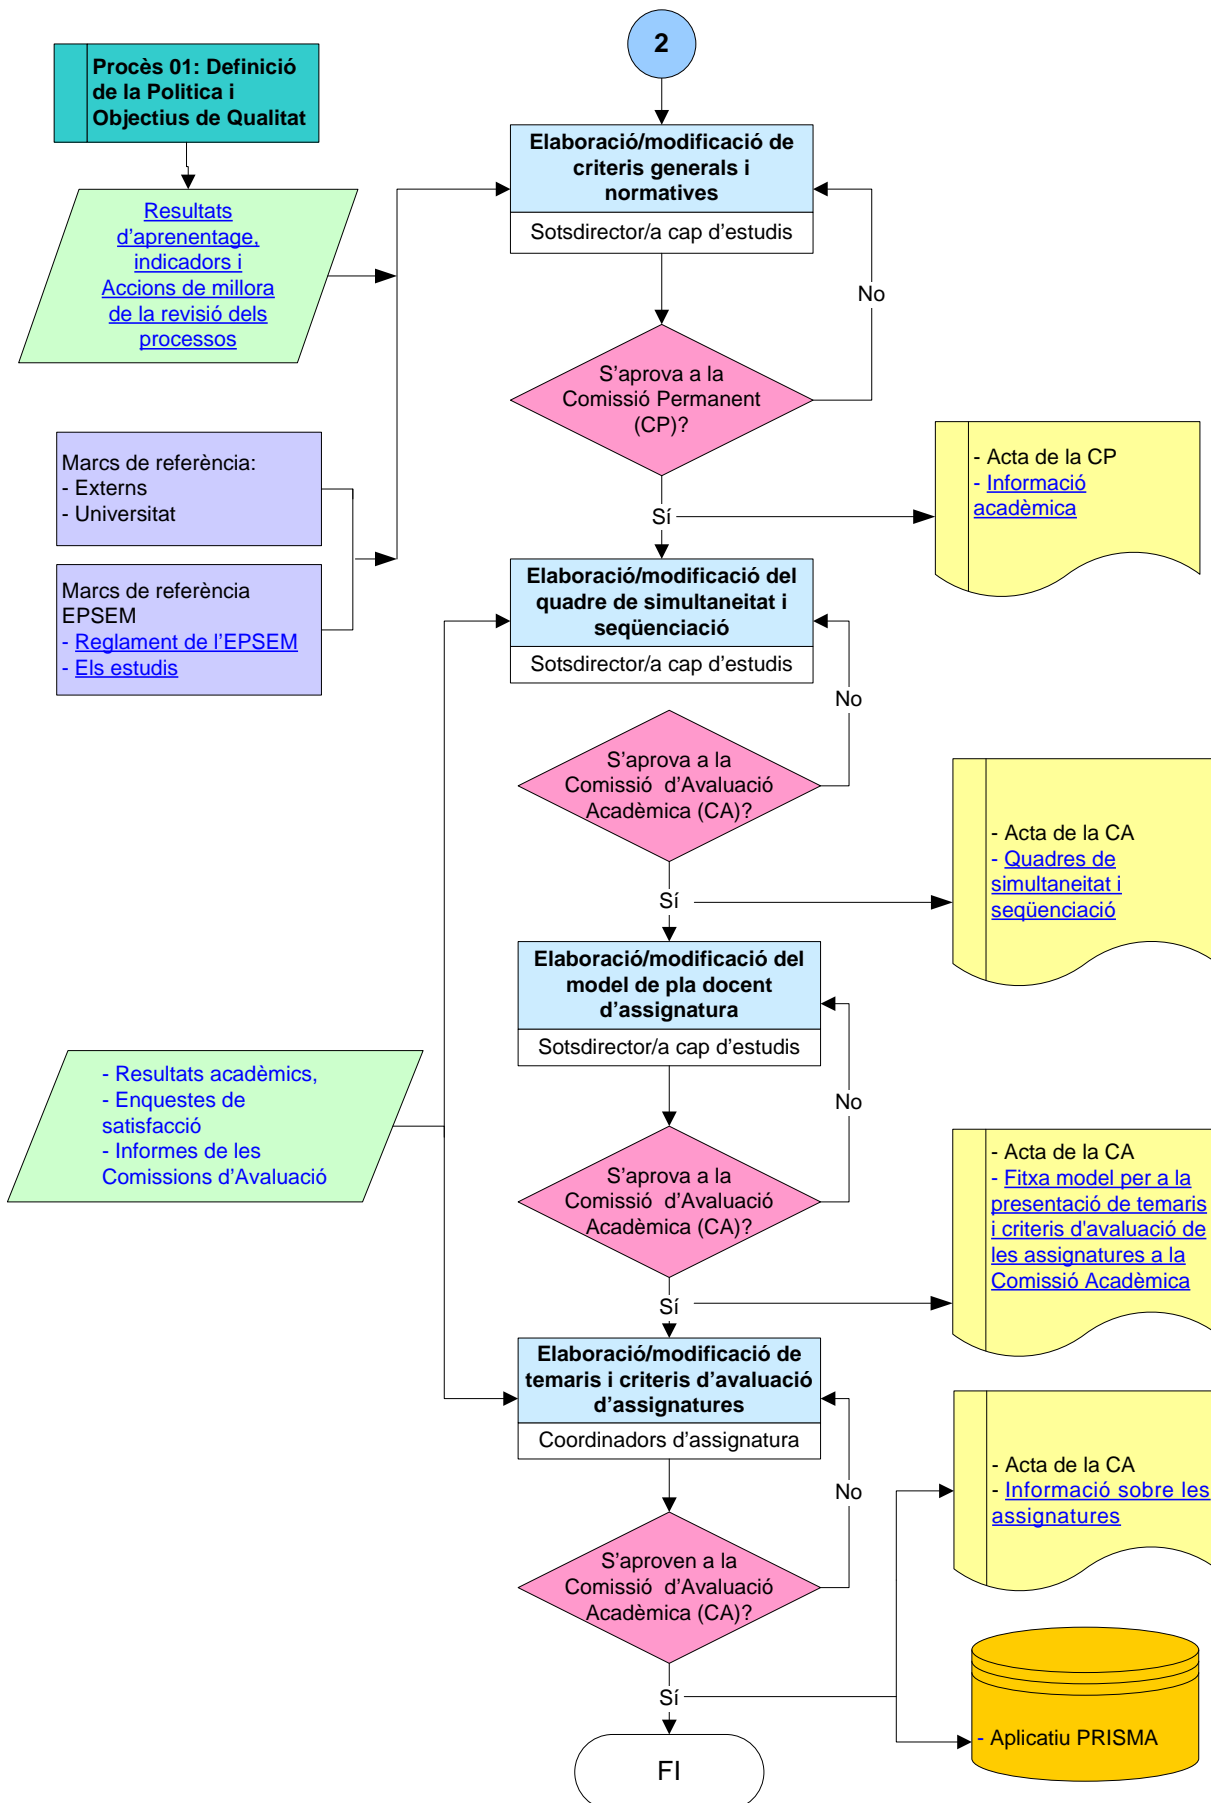 2
Procès 01: Definició
de la Politica i
Objectius de Qualitat
Elaboració/modificació de
criteris generals i
normatives
Sotsdirector/a cap d'estudis
Resultats
d'aprenentage,
indicadors i
Accions de millora
de la revisió dels
processos
No
S'aprova a la
Comissió Permanent
(CP)?
Marcs de referència:
- Externs
- Universitat
- Acta de la CP
- Informació
acadèmica
Sí
Marcs de referència
EPSEM
- Reglament de l'EPSEM
- Els estudis
Elaboració/modificació del
quadre de simultaneitat i
seqüenciació
Sotsdirector/a cap d'estudis
No
S'aprova a la
Comissió d'Avaluació
Acadèmica (CA)?
- Acta de la CA
- Quadres de
simultaneitat i
seqüenciació
Sí
Elaboració/modificació del
model de pla docent
d'assignatura
Sotsdirector/a cap d'estudis
- Resultats acadèmics,
- Enquestes de
satisfacció
- Informes de les
Comissions d'Avaluació
No
S'aprova a la
Comissió d'Avaluació
Acadèmica (CA)?
- Acta de la CA
- Fitxa model per a la
presentació de temaris
i criteris d'avaluació de
les assignatures a la
Comissió Acadèmica
Sí
Elaboració/modificació de
temaris i criteris d'avaluació
d'assignatures
Coordinadors d'assignatura
No
- Acta de la CA
- Informació sobre les
assignatures
S'aproven a la
Comissió d'Avaluació
Acadèmica (CA)?
Sí
- Aplicatiu PRISMA
FI